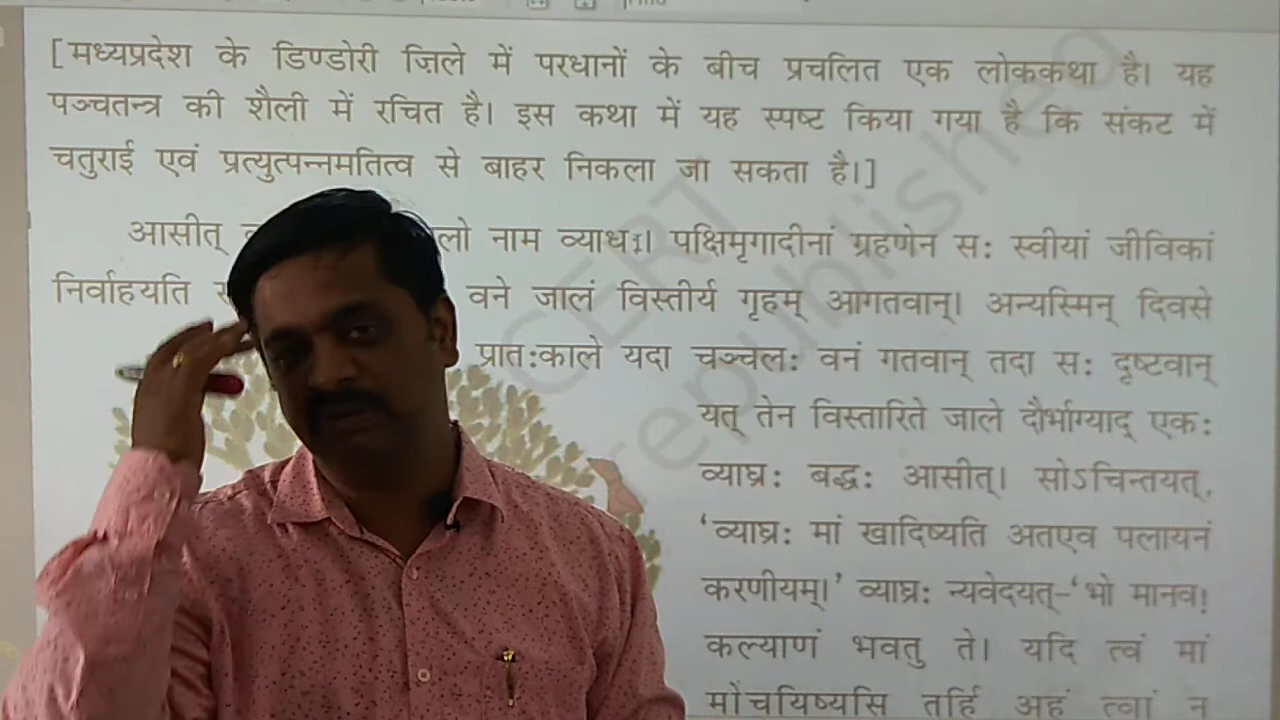 [मध्यप्रदेश के डिण्डोरी ज़िले में परधानों के बीच प्रचलित एक लोककथा है। यह
पञ्चतन्त्र की शैली में रचित है। इस कथा में यह स्पष्ट किया गया है कि संकट में
चतुराई एवं प्रत्युत्पन्नमतित्व से बाहर निकला जा सकता है।]
आसीत् लो नाम व्याधः। पक्षिमृगादीनां ग्रहणेन सः स्वीयां जीविकां
निर्वाहयति वने जालं विस्तीर्य गृहम् आगतवान्। अन्यस्मिन् दिवसे
प्रातःकाले यदा चञ्चलः वनं गतवान् तदा सः दृष्टवान्
यत् तेन विस्तारिते जाले दौर्भाग्याद् एकः
व्याघ्रः बद्धः आसीत्। सोऽचिन्तयत्,
‘व्याघ्रः मां खादिष्यति अतएव पलायनं
करणीयम्।’ व्याघ्रः न्यवेदयत्-‘भो मानव!
कल्याणं भवतु ते। यदि त्वं मां
मोचयिष्यसि तर्हि अहं त्वां न
republished